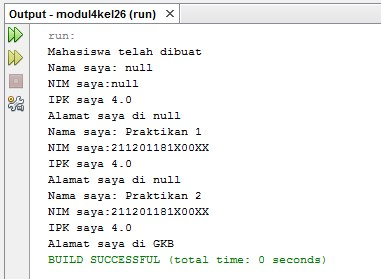 Output - modul4kel26 (run)
run:
Mahasiswa telah dibuat
Nama saya: null
NIM saya:null
IPK saya 4.0
Alamat saya di null
Nama saya: Praktikan 1
NIM saya:211201181X00XX
IPK saya 4.0
Alamat saya di null
Nama saya: Praktikan 2
NIM saya:211201181X00XX
IPK saya 4.0
Alamat saya di GKB
BUILD SUCCESSFUL (total time: 0 seconds)